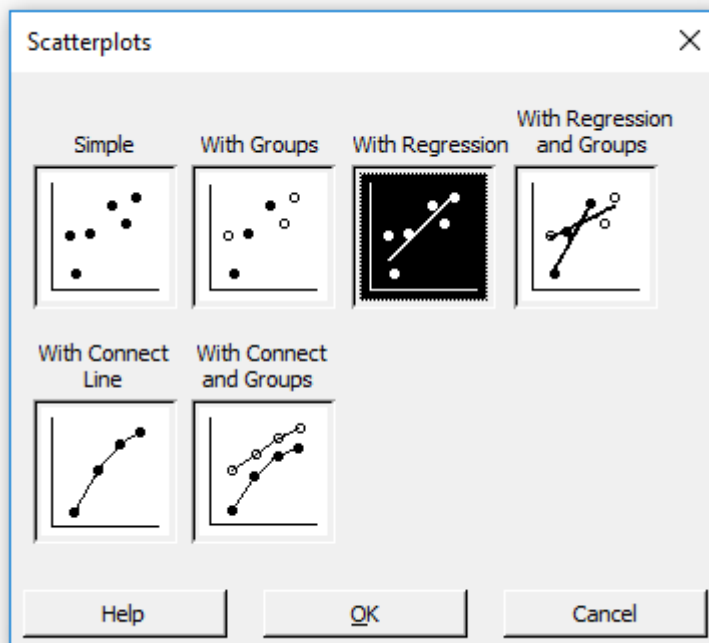 Scatterplots
Simple
With Groups
With Regression
With Regression
and Groups
With Connect
Line
With Connect
and Groups
Help
OK
Cancel